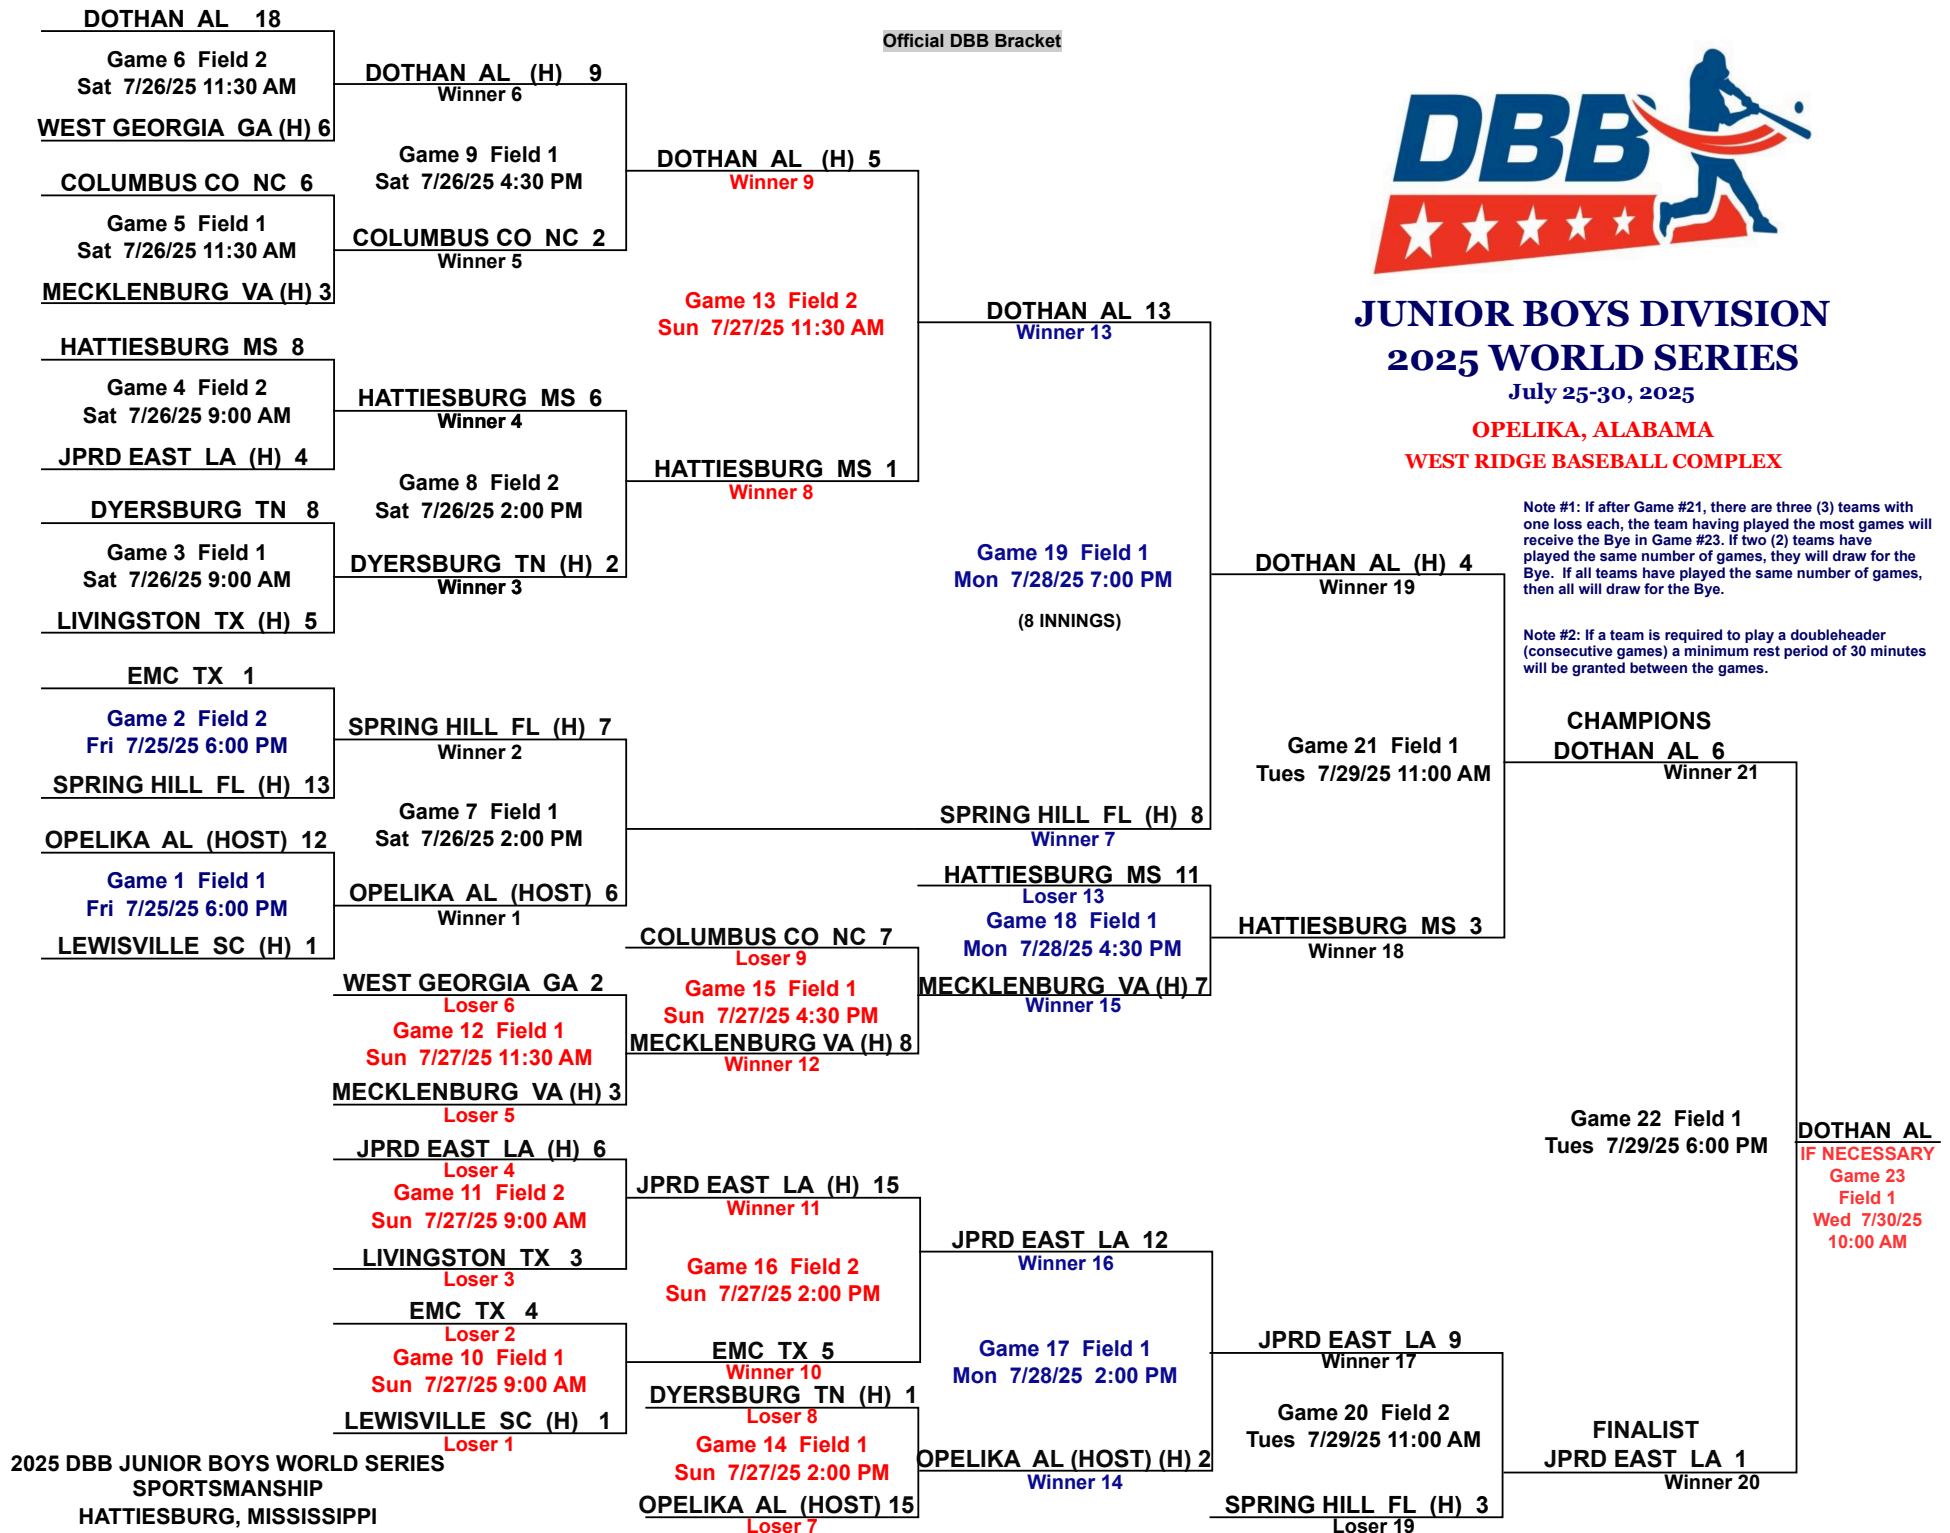 Official DBB Bracket
DBB
JUNIOR BOYS DIVISION
2025 WORLD SERIES
July 25-30, 2025
OPELIKA, ALABAMA
WEST RIDGE BASEBALL COMPLEX
Note #1: If after Game #21, there are three (3) teams with
one loss each, the team having played the most games will
receive the Bye in Game #23. If two (2) teams have
played the same number of games, they will draw for the
Bye.  If all teams have played the same number of games,
then all will draw for the Bye.
Note #2: If a team is required to play a doubleheader
(consecutive games) a minimum rest period of 30 minutes
will be granted between the games.
DOTHAN AL 18
Game 6 Field 2
Sat 7/26/25 11:30 AM
WEST GEORGIA GA (H) 6
COLUMBUS CO NC 6
Game 5 Field 1
Sat 7/26/25 11:30 AM
MECKLENBURG VA (H) 3
HATTIESBURG MS 8
Game 4 Field 2
Sat 7/26/25 9:00 AM
JPRD EAST LA (H) 4
DYERSBURG TN 8
Game 3 Field 1
Sat 7/26/25 9:00 AM
LIVINGSTON TX (H) 5
EMC TX 1
Game 2 Field 2
Fri 7/25/25 6:00 PM
SPRING HILL FL (H) 13
OPELIKA AL (HOST) 12
Game 1 Field 1
Fri 7/25/25 6:00 PM
LEWISVILLE SC (H) 1
DOTHAN AL (H) 9
Winner 6
Game 9 Field 1
Sat 7/26/25 4:30 PM
COLUMBUS CO NC 2
Winner 5
HATTIESBURG MS 6
Winner 4
Game 8 Field 2
Sat 7/26/25 2:00 PM
DYERSBURG TN (H) 2
Winner 3
SPRING HILL FL (H) 7
Winner 2
Game 7 Field 1
Sat 7/26/25 2:00 PM
OPELIKA AL (HOST) 6
Winner 1
WEST GEORGIA GA 2
Loser 6
Game 12 Field 1
Sun 7/27/25 11:30 AM
MECKLENBURG VA (H) 3
Loser 5
JPRD EAST LA (H) 6
Loser 4
Game 11 Field 2
Sun 7/27/25 9:00 AM
LIVINGSTON TX 3
Loser 3
EMC TX 4
Loser 2
Game 10 Field 1
Sun 7/27/25 9:00 AM
LEWISVILLE SC (H) 1
Loser 1
DOTHAN AL (H) 5
Winner 9
Game 13 Field 2
Sun 7/27/25 11:30 AM
HATTIESBURG MS 1
Winner 8
COLUMBUS CO NC 7
Loser 9
Game 15 Field 1
Sun 7/27/25 4:30 PM
MECKLENBURG VA (H) 8
Winner 12
JPRD EAST LA (H) 15
Winner 11
Game 16 Field 2
Sun 7/27/25 2:00 PM
EMC TX 5
Winner 10
DYERSBURG TN (H) 1
Loser 8
Game 14 Field 1
Sun 7/27/25 2:00 PM
OPELIKA AL (HOST) 15
Loser 7
DOTHAN AL 13
Winner 13
Game 19 Field 1
Mon 7/28/25 7:00 PM
(8 INNINGS)
SPRING HILL FL (H) 8
Winner 7
HATTIESBURG MS 11
Loser 13
Game 18 Field 1
Mon 7/28/25 4:30 PM
MECKLENBURG VA (H) 7
Winner 15
JPRD EAST LA 12
Winner 16
Game 17 Field 1
Mon 7/28/25 2:00 PM
OPELIKA AL (HOST) (H) 2
Winner 14
DOTHAN AL (H) 4
Winner 19
Game 21 Field 1
Tues 7/29/25 11:00 AM
HATTIESBURG MS 3
Winner 18
JPRD EAST LA 9
Winner 17
Game 20 Field 2
Tues 7/29/25 11:00 AM
SPRING HILL FL (H) 3
Loser 19
CHAMPIONS
DOTHAN AL 6
Winner 21
Game 22 Field 1
Tues 7/29/25 6:00 PM
FINALIST
JPRD EAST LA 1
Winner 20
DOTHAN AL
IF NECESSARY
Game 23
Field 1
Wed 7/30/25
10:00 AM
2025 DBB JUNIOR BOYS WORLD SERIES
SPORTSMANSHIP
HATTIESBURG, MISSISSIPPI